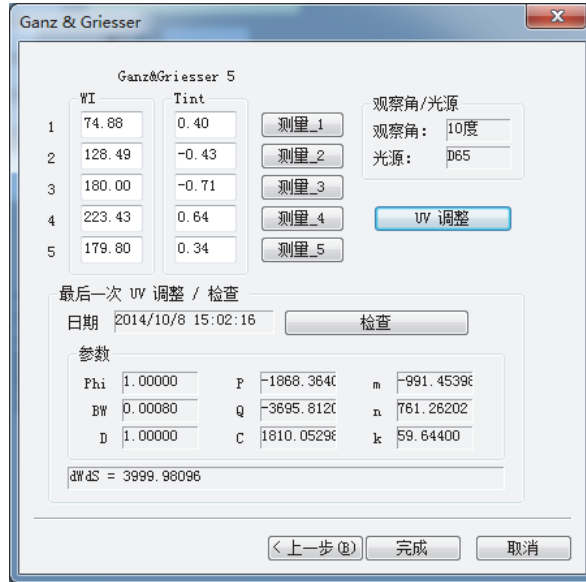 Ganz & Griesser
Ganz&Griesser 5
WI Tint
观察角/光源
1 74.88 0.40 测量_1
观察角: 10度
2 128.49 -0.43 测量_2
光源: D65
3 180.00 -0.71 测量_3
4 223.43 0.64 测量_4
UV 调整
5 179.80 0.34 测量_5
最后一次 UV 调整 / 检查
日期 2014/10/8 15:02:16 检查
参数
Phi 1.00000 P -1868.3640 m -991.45398
BW 0.00080 Q -3695.8120 n 761.26202
D 1.00000 C 1810.05298 k 59.64400
dWdS = 3999.98096
< 上一步(B) 完成 取消